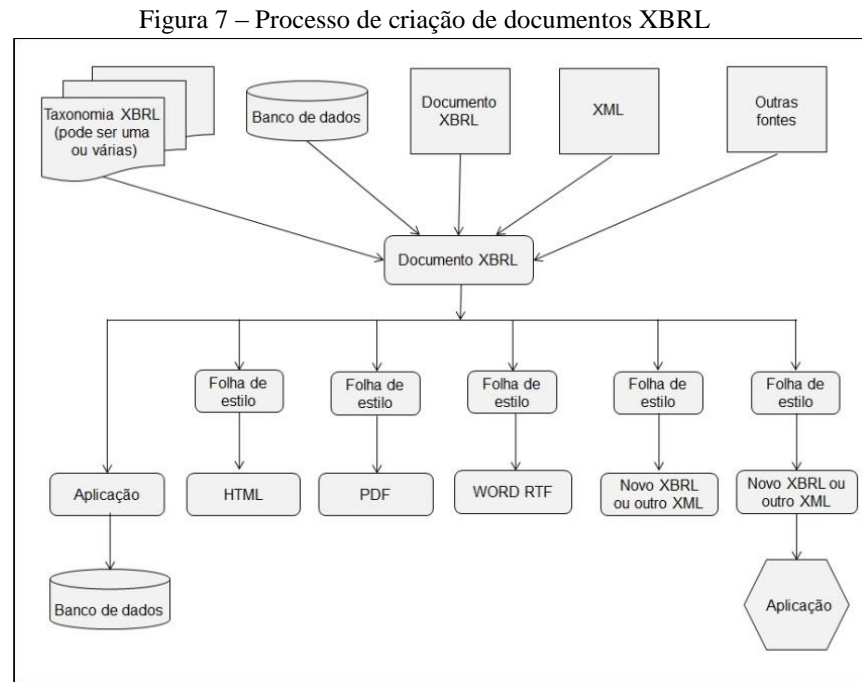 Figura 7 – Processo de criação de documentos XBRL
Taxonomia XBRL
(pode ser uma
ou várias)
Banco de dados
Documento
XBRL
XML
Outras
fontes
Documento XBRL
Folha de
estilo
Folha de
estilo
Folha de
estilo
Folha de
estilo
Folha de
estilo
Aplicação
HTML
PDF
WORD RTF
Novo XBRL
ou outro XML
Novo XBRL ou
outro XML
Banco de dados
Aplicação